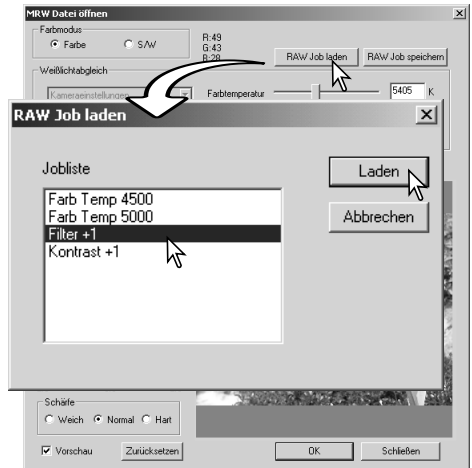 MRW Datei öffnen
Farbmodus
Farbe S/W
R:49
G:43
B:28
RAW Job laden RAW Job speichern
Weißlichtabgleich
Kameraeinstellungen Farbtemperatur 5405 K
RAW Job laden
Jobliste
Farb Temp 4500
Farb Temp 5000
Filter +1
Kontrast +1
Laden
Abbrechen
Schärfe
Weich Normal Hart
Vorschau Zurücksetzen OK Schließen